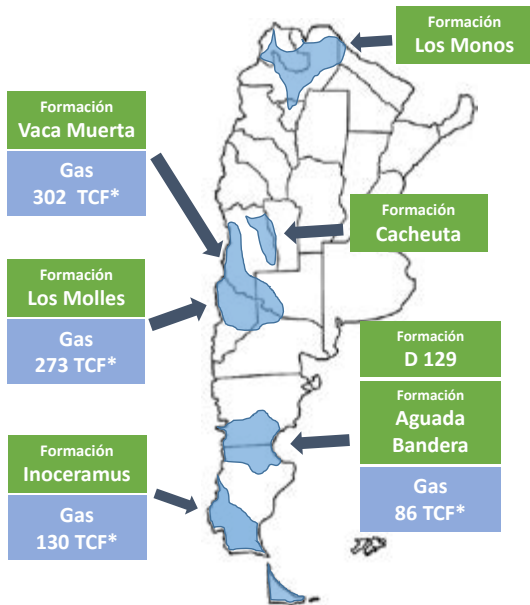 Formación
Los Monos
Formación
Vaca Muerta
Gas
302 TCF*
Formación
Cacheuta
Formación
Los Molles
Gas
273 TCF*
Formación
D 129
Formación
Aguada
Bandera
Gas
86 TCF*
Formación
Inoceramus
Gas
130 TCF*